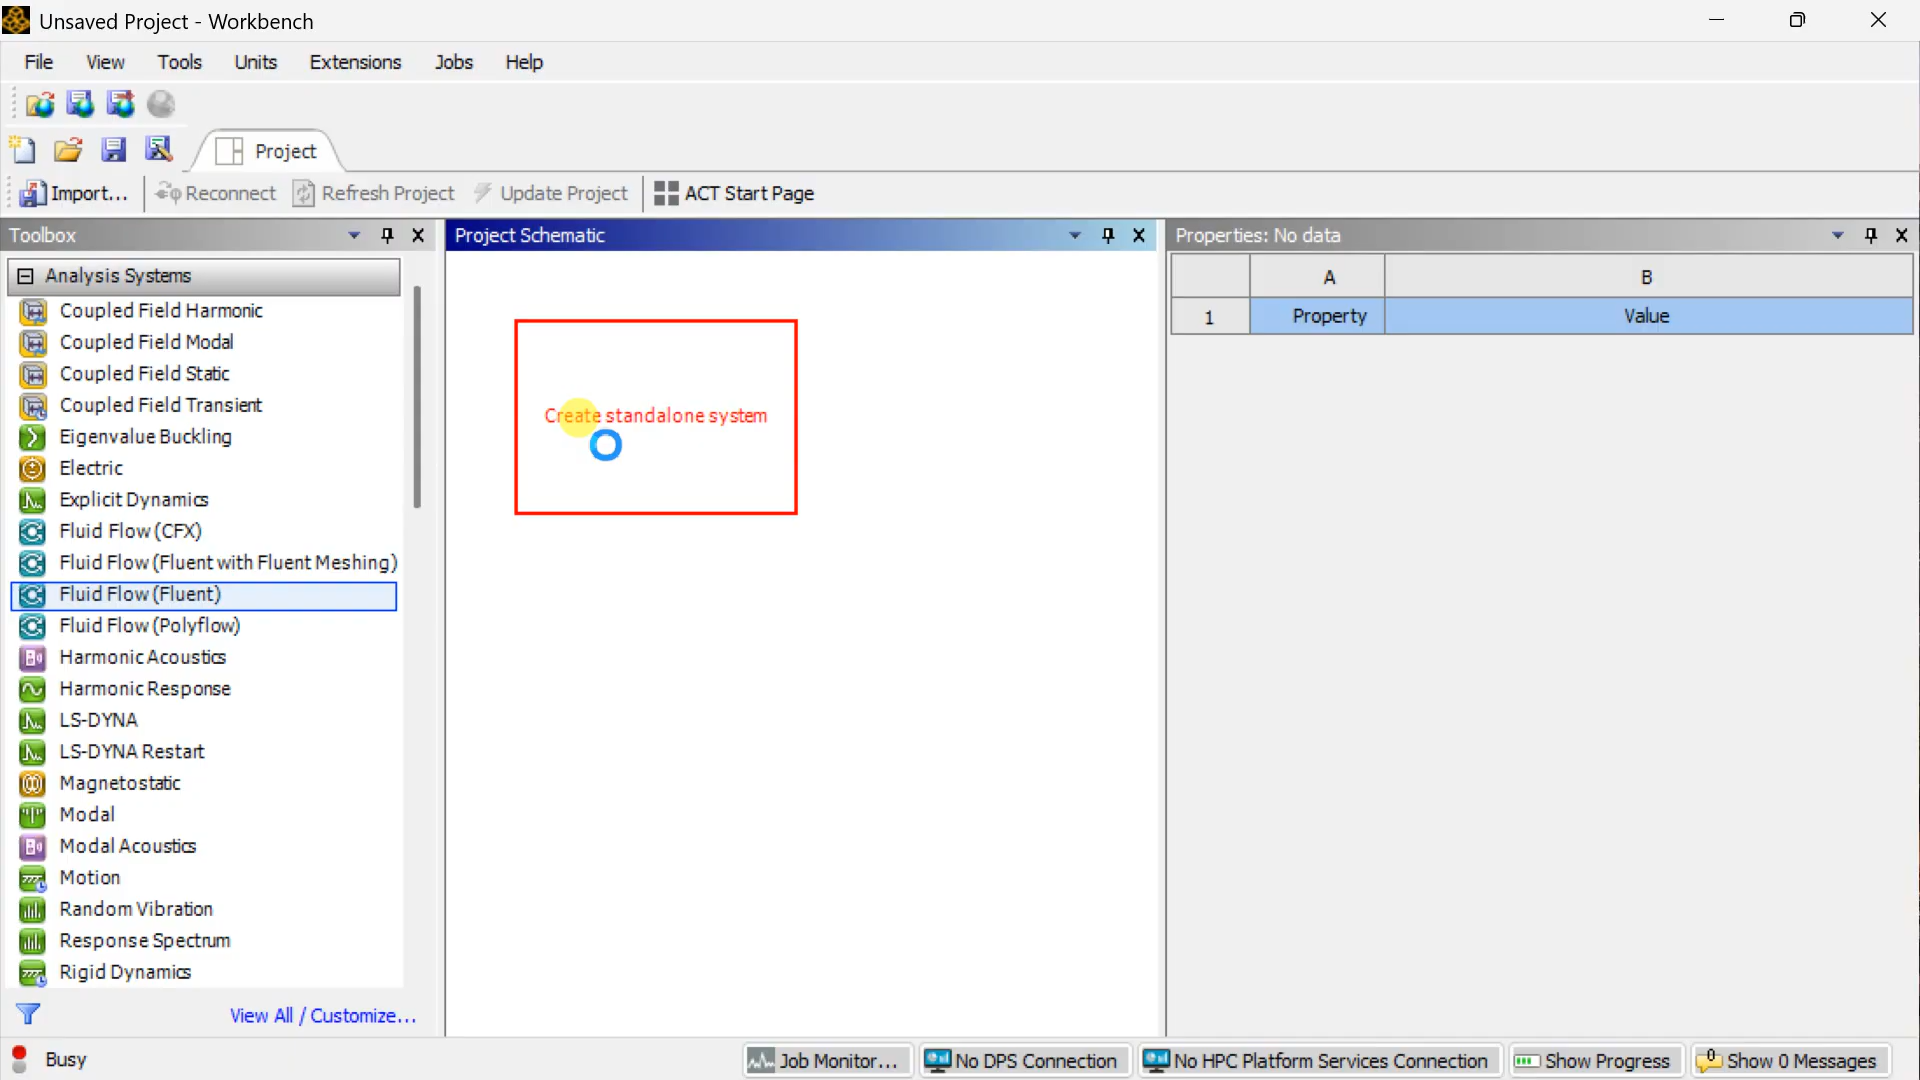 Unsaved Project - Workbench
File View Tools Units Extensions Jobs Help
Project
Import... Reconnect Refresh Project Update Project ACT Start Page
Toolbox
Analysis Systems
Coupled Field Harmonic
Coupled Field Modal
Coupled Field Static
Coupled Field Transient
Eigenvalue Buckling
Electric
Explicit Dynamics
Fluid Flow (CFX)
Fluid Flow (Fluent with Fluent Meshing)
Fluid Flow (Fluent)
Fluid Flow (Polyflow)
Harmonic Acoustics
Harmonic Response
LS-DYNA
LS-DYNA Restart
Magnetostatic
Modal
Modal Acoustics
Motion
Random Vibration
Response Spectrum
Rigid Dynamics
View All / Customize...
Project Schematic
Create standalone system
Properties: No data
A B
1 Property Value
Busy
Job Monitor... No DPS Connection No HPC Platform Services Connection Show Progress 0 Show 0 Messages